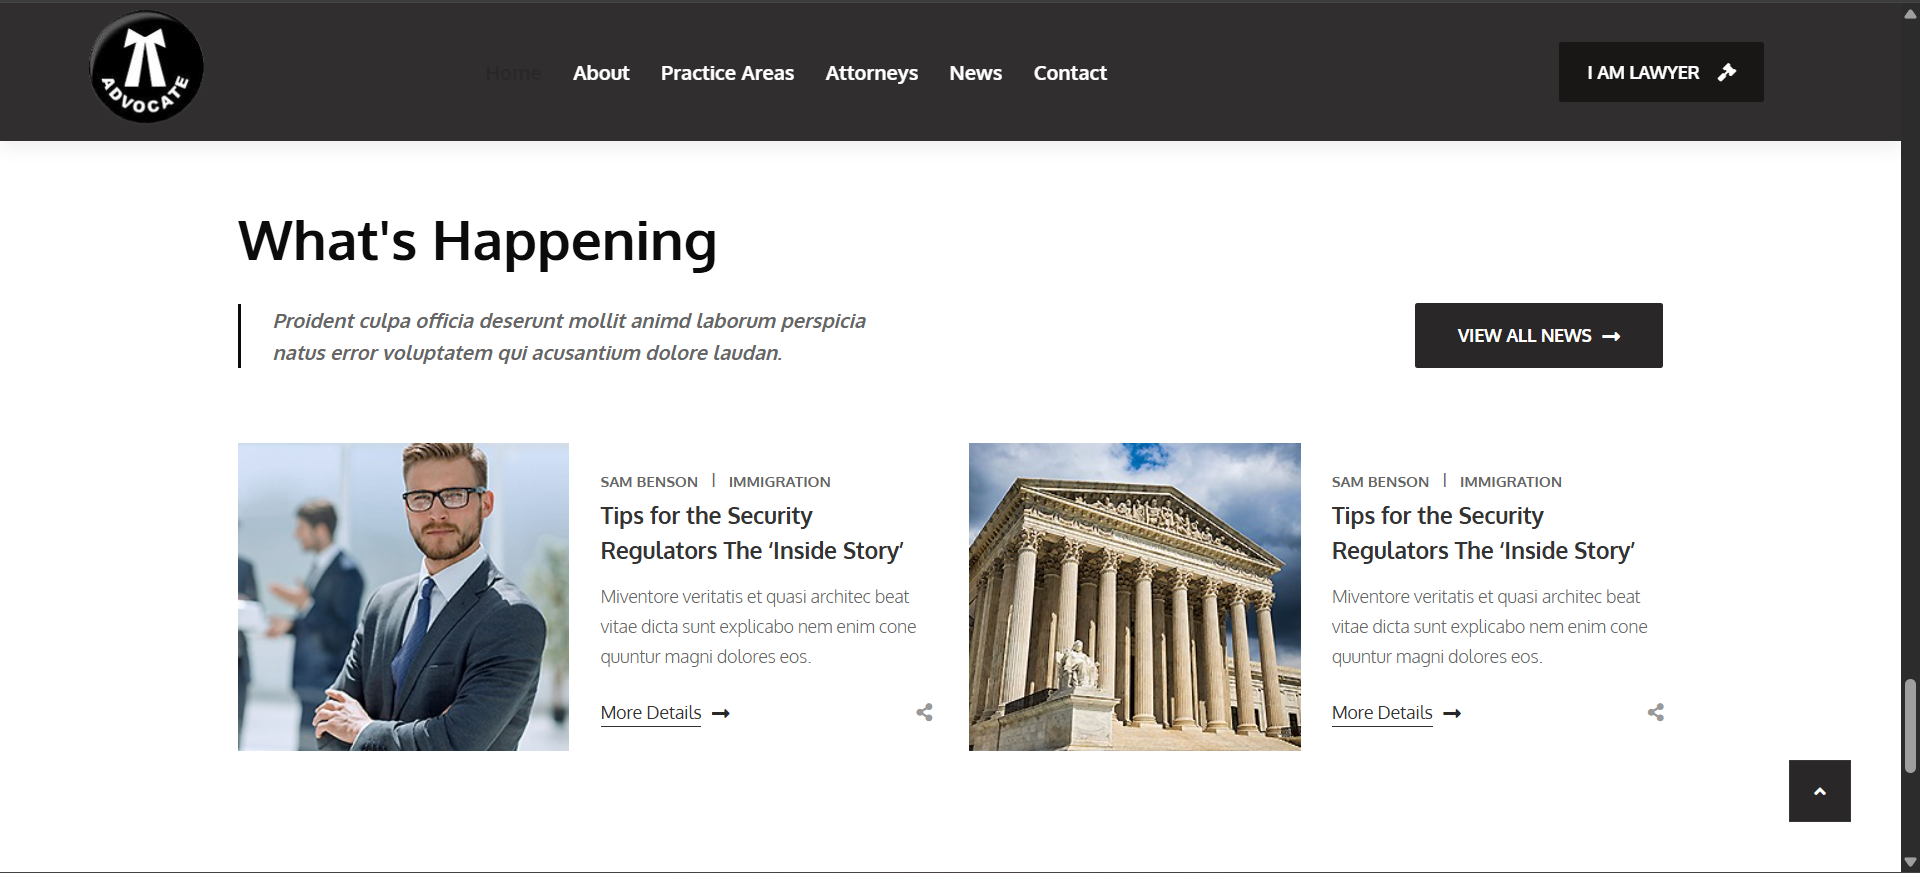 ADVOCATE
Home About Practice Areas Attorneys News Contact
I AM LAWYER
What's Happening
Proident culpa officia deserunt mollit animd laborum perspicia
natus error voluptatem qui acusantium dolore laudan.
VIEW ALL NEWS
SAM BENSON | IMMIGRATION
Tips for the Security
Regulators The ‘Inside Story’
Miventore veritatis et quasi architec beat
vitae dicta sunt explicabo nem enim cone
quuntur magni dolores eos.
More Details
SAM BENSON | IMMIGRATION
Tips for the Security
Regulators The ‘Inside Story’
Miventore veritatis et quasi architec beat
vitae dicta sunt explicabo nem enim cone
quuntur magni dolores eos.
More Details